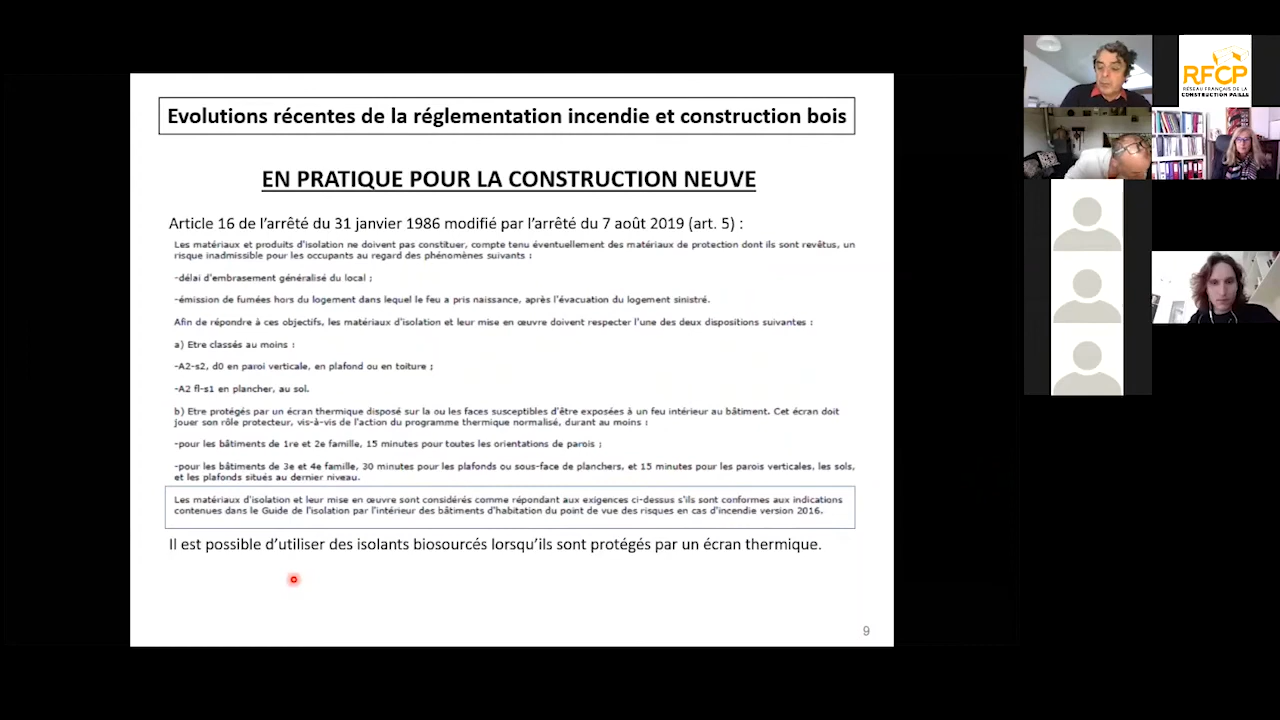 Evolutions récentes de la réglementation incendie et construction bois
EN PRATIQUE POUR LA CONSTRUCTION NEUVE
Article 16 de l'arrêté du 31 janvier 1986 modifié par l'arrêté du 7 août 2019 (art. 5) :
Les matériaux et produits d'isolation ne doivent pas constituer, compte tenu éventuellement des matériaux de protection dont ils sont revêtus, un
risque inadmissible pour les occupants au regard des phénomènes suivants :
-délai d'embrasement généralisé du local ;
-émission de fumées hors du logement dans lequel le feu a pris naissance, après l'évacuation du logement sinistré.
Afin de répondre à ces objectifs, les matériaux d'isolation et leur mise en œuvre doivent respecter l'une des deux dispositions suivantes :
a) Etre classés au moins :
-A2-s2, d0 en paroi verticale, en plafond ou en toiture ;
-A2 fl-s1 en plancher, au sol.
b) Etre protégés par un écran thermique disposé sur la ou les faces susceptibles d'être exposées à un feu intérieur au bâtiment. Cet écran doit
jouer son rôle protecteur, vis-à-vis de l'action du programme thermique normalisé, durant au moins :
-pour les bâtiments de 1re et 2e famille, 15 minutes pour toutes les orientations de parois ;
-pour les bâtiments de 3e et 4e famille, 30 minutes pour les plafonds ou sous-face de planchers, et 15 minutes pour les parois verticales, les sols,
et les plafonds situés au dernier niveau.
Les matériaux d'isolation et leur mise en œuvre sont considérés comme répondant aux exigences ci-dessus s'ils sont conformes aux indications
contenues dans le Guide de l'isolation par l'intérieur des bâtiments d'habitation du point de vue des risques en cas d'incendie version 2016.
Il est possible d'utiliser des isolants biosourcés lorsqu'ils sont protégés par un écran thermique.
9
RFCP
RÉSEAU FRANÇAIS DE LA
CONSTRUCTION PAILLE